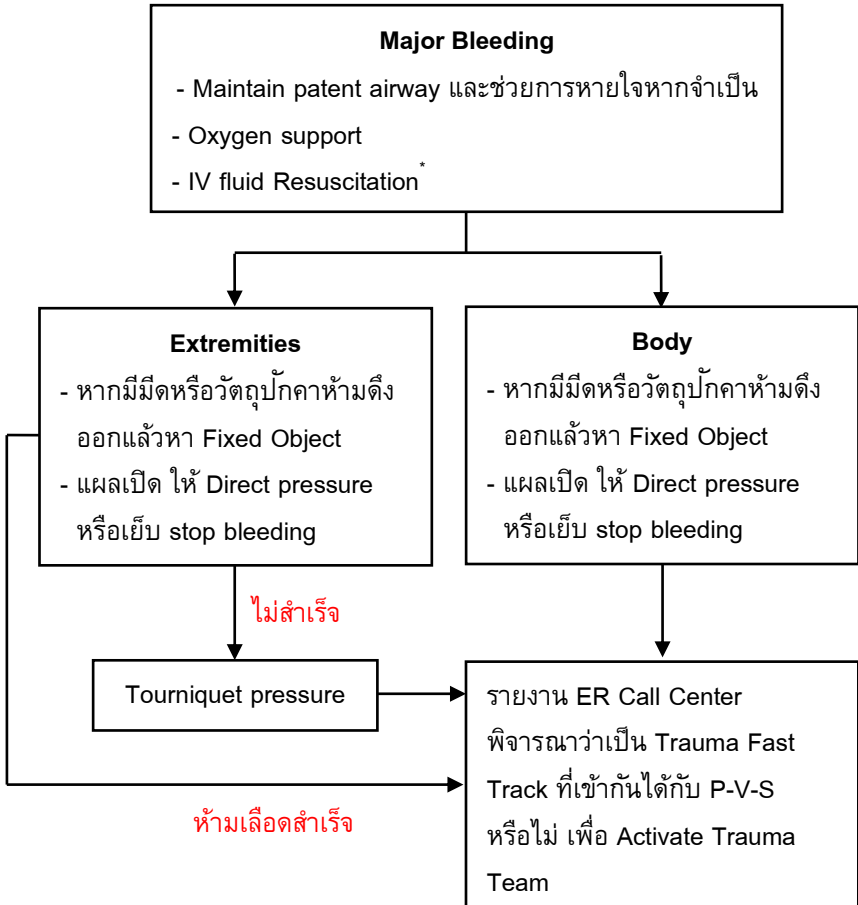 Major Bleeding
- Maintain patent airway และช่วยการหายใจหากจำเป็น
- Oxygen support
- IV fluid Resuscitation*
Extremities
- หากมีมีดหรือวัตถุปักคาห้ามดึง
ออกแล้วหา Fixed Object
- แผลเปิด ให้ Direct pressure
หรือเย็บ stop bleeding
Body
- หากมีมีดหรือวัตถุปักคาห้ามดึง
ออกแล้วหา Fixed Object
- แผลเปิด ให้ Direct pressure
หรือเย็บ stop bleeding
ไม่สำเร็จ
Tourniquet pressure
ห้ามเลือดสำเร็จ
รายงาน ER Call Center
พิจารณาว่าเป็น Trauma Fast
Track ที่เข้ากันได้กับ P-V-S
หรือไม่ เพื่อ Activate Trauma
Team